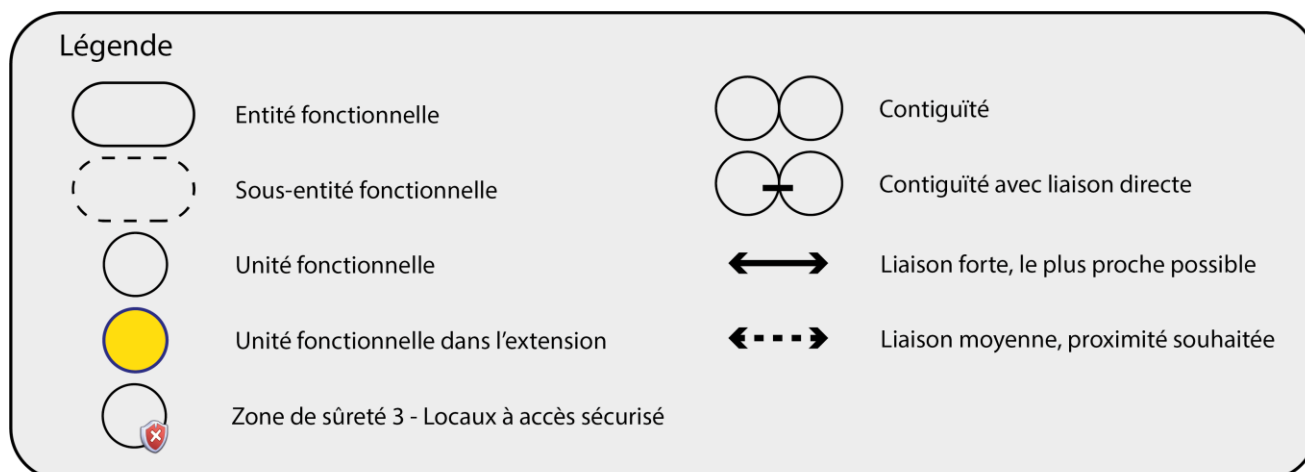 Légende
Entité fonctionnelle
Sous-entité fonctionnelle
Unité fonctionnelle
Unité fonctionnelle dans l'extension
Zone de sûreté 3 - Locaux à accès sécurisé
Contiguïté
Contiguïté avec liaison directe
Liaison forte, le plus proche possible
Liaison moyenne, proximité souhaitée